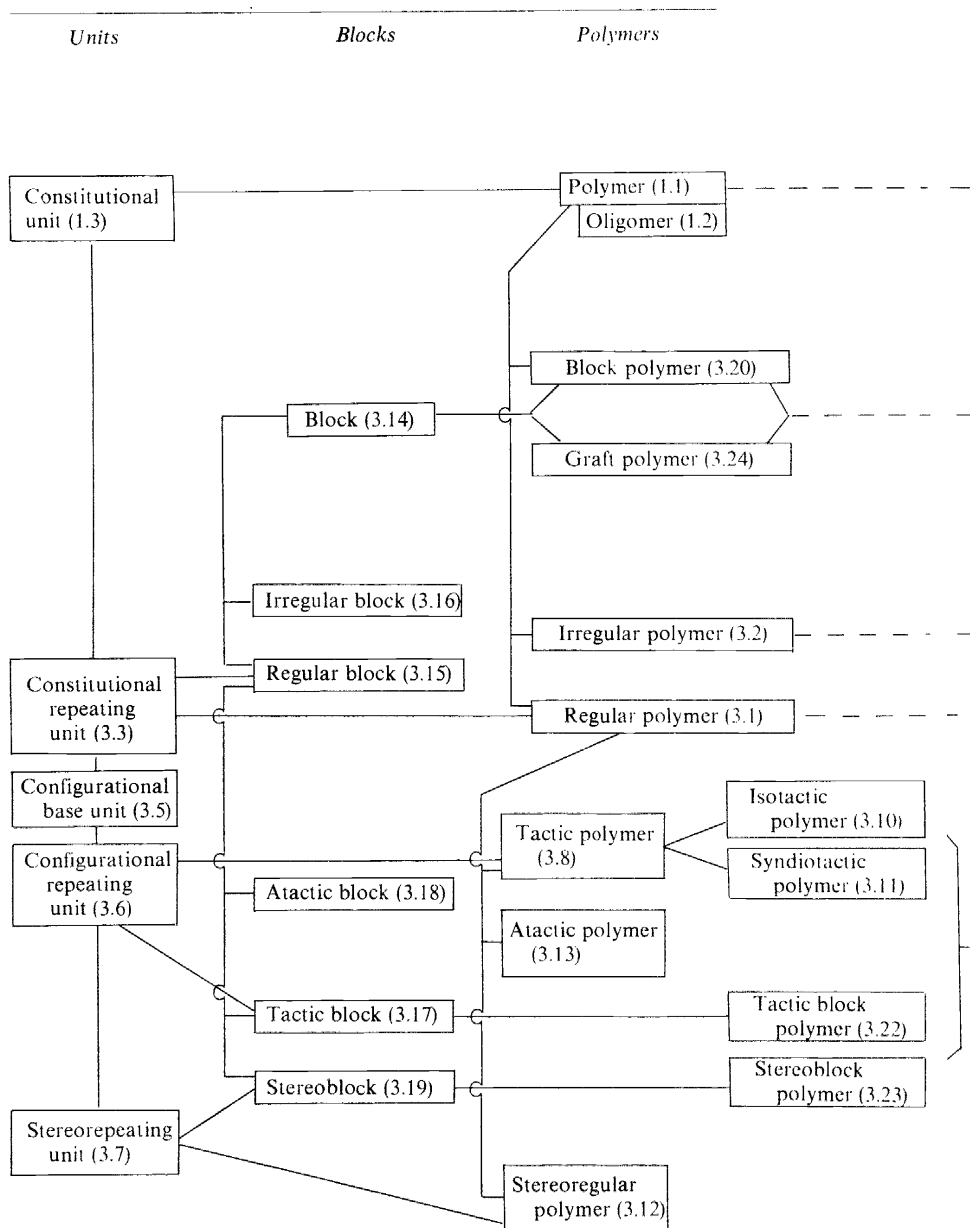 Units Blocks Polymers
Constitutional
unit (1.3)
Polymer (1.1)
Oligomer (1.2)
Block polymer (3.20)
Block (3.14)
Graft polymer (3.24)
Irregular block (3.16)
Irregular polymer (3.2)
Regular block (3.15)
Constitutional
repeating
unit (3.3)
Regular polymer (3.1)
Configurational
base unit (3.5)
Isotactic
polymer (3.10)
Tactic polymer
(3.8)
Configurational
repeating
unit (3.6)
Syndiotactic
polymer (3.11)
Atactic block (3.18)
Atactic polymer
(3.13)
Tactic block (3.17)
Tactic block
polymer (3.22)
Stereoblock (3.19)
Stereoblock
polymer (3.23)
Stereorepeating
unit (3.7)
Stereoregular
polymer (3.12)